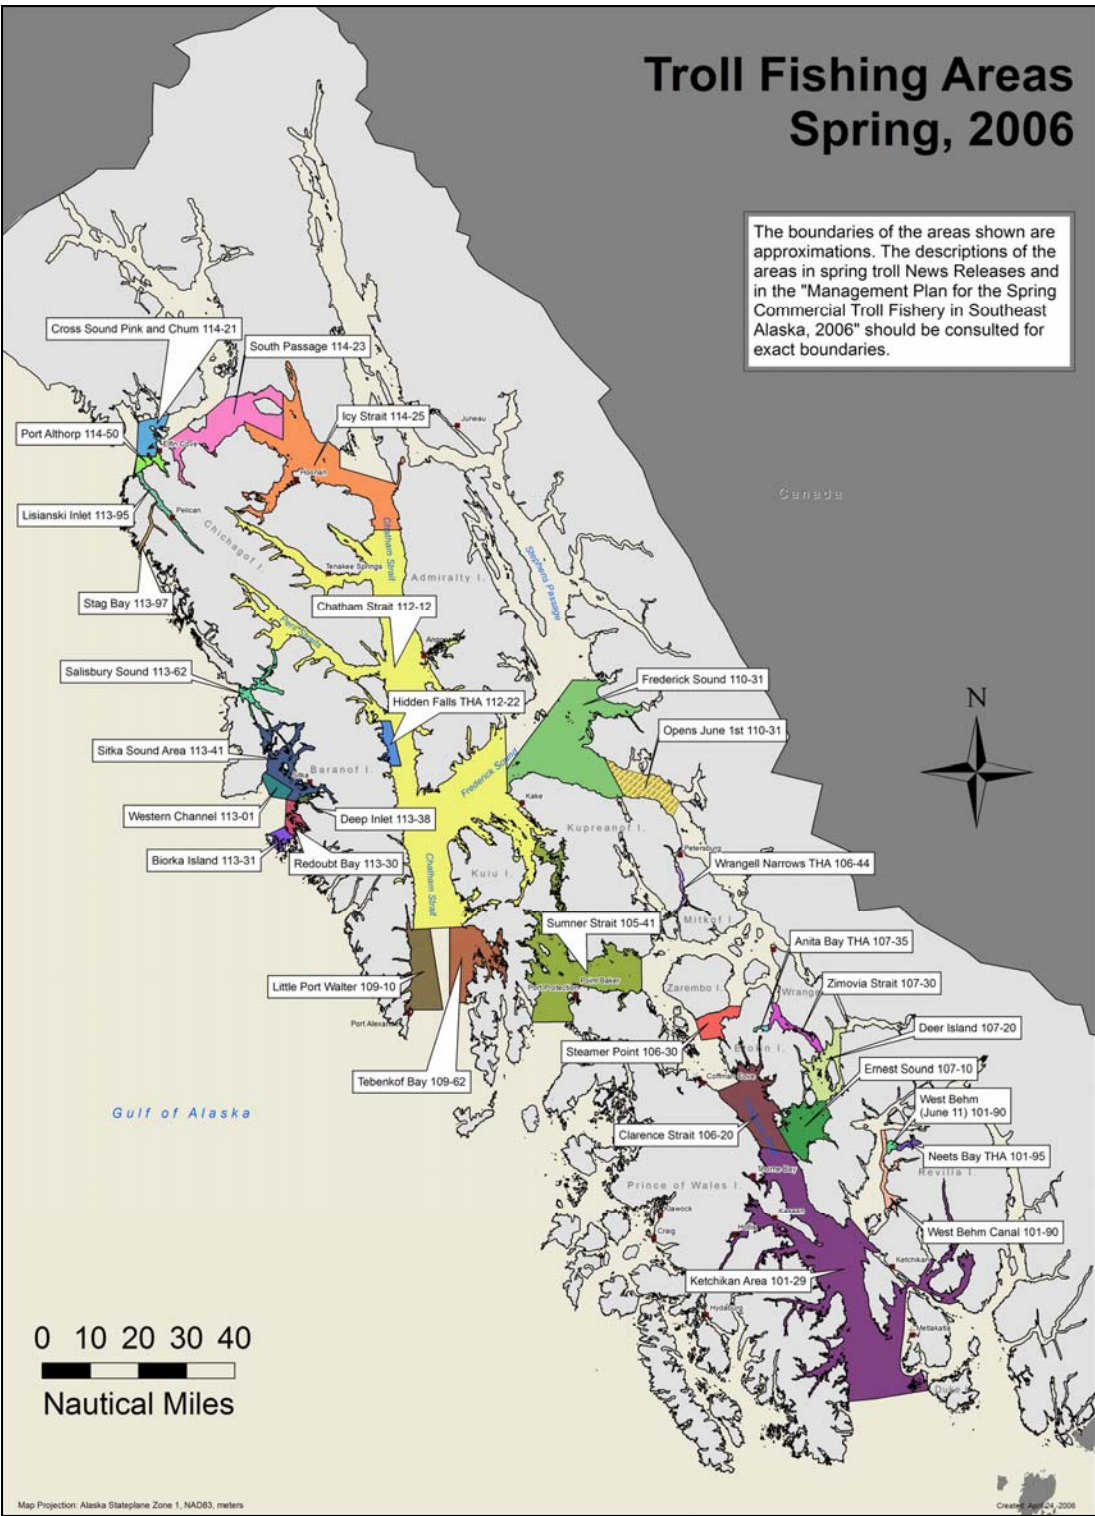 Troll Fishing Areas
Spring, 2006
The boundaries of the areas shown are
approximations. The descriptions of the
areas in spring troll News Releases and
in the "Management Plan for the Spring
Commercial Troll Fishery in Southeast
Alaska, 2006" should be consulted for
exact boundaries.
Cross Sound Pink and Chum 114-21
South Passage 114-23
Icy Strait 114-25
Juneau
Port Althorp 114-50
Elfin Cove
Hoonah
Canada
Lisianski Inlet 113-95
Pelican
Chichagof I.
Chatham Strait
Stephens Passage
Tenakee Springs
Admiralty I.
Stag Bay 113-97
Chatham Strait 112-12
Peril Straits
Angoon
Salisbury Sound 113-62
Frederick Sound 110-31
Hidden Falls THA 112-22
N
Opens June 1st 110-31
Sitka Sound Area 113-41
Baranof I.
Sitka
Frederick Sound
Western Channel 113-01
Deep Inlet 113-38
Kake
Kupreanof I.
Biorka Island 113-31
Redoubt Bay 113-30
Petersburg
Wrangell Narrows THA 106-44
Kuiu I.
Chatham Strait
Mitkof I.
Sumner Strait 105-41
Anita Bay THA 107-35
Little Port Walter 109-10
Port Protection
Point Baker
Zarembo I.
Zimovia Strait 107-30
Port Alexander
Deer Island 107-20
Steamer Point 106-30
Etolin I.
Tebenkof Bay 109-62
Coffman Cove
Ernest Sound 107-10
Gulf of Alaska
West Behm
(June 11) 101-90
Clarence Strait 106-20
Neets Bay THA 101-95
Thorne Bay
Revilla I.
Prince of Wales I.
Klawock
Kasaan
Craig
Hollis
West Behm Canal 101-90
Ketchikan
Ketchikan Area 101-29
Hydaburg
Metlakatla
Duke
0 10 20 30 40
Nautical Miles
Map Projection: Alaska Stateplane Zone 1, NAD83, meters
Created: April 24, 2006